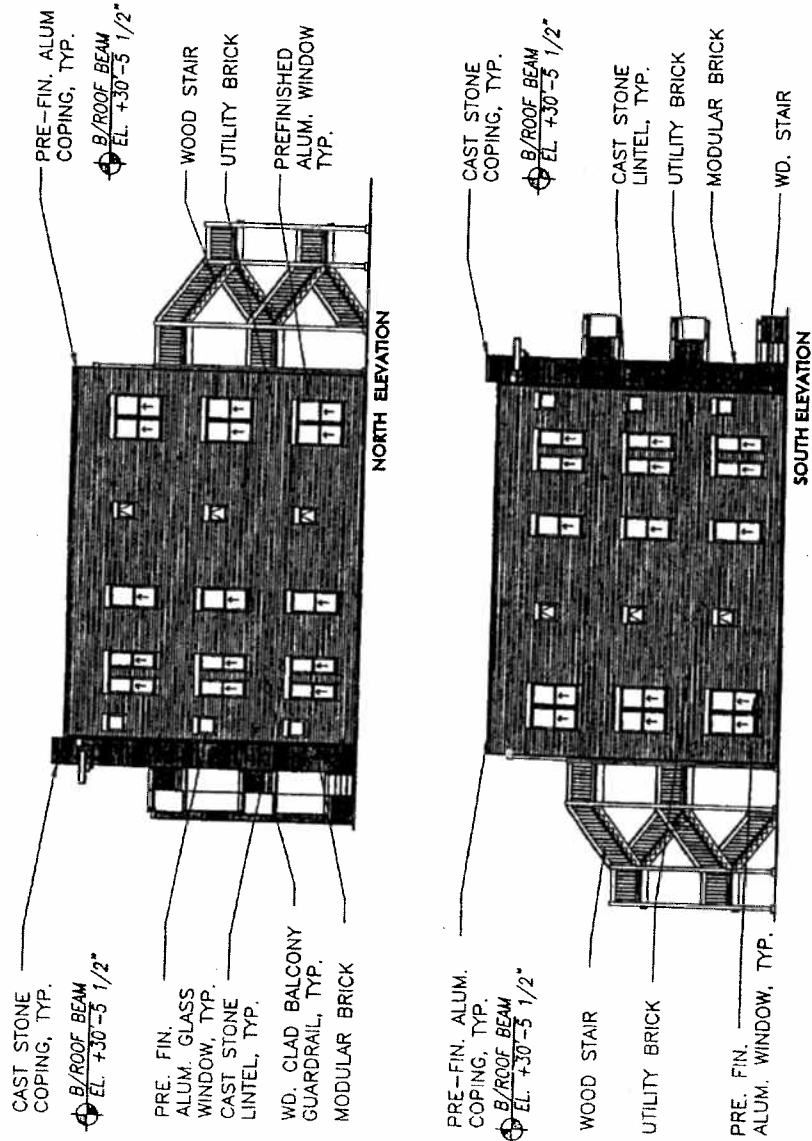 CAST STONE
COPING, TYP.
B/ROOF BEAM
EL. +30'-5 1/2"
PRE. FIN.
ALUM. GLASS
WINDOW, TYP.
CAST STONE
LINTEL, TYP.
WD. CLAD BALCONY
GUARDRAIL, TYP.
MODULAR BRICK
PRE-FIN. ALUM
COPING, TYP.
B/ROOF BEAM
EL. +30'-5 1/2"
WOOD STAIR
UTILITY BRICK
PREFINISHED
ALUM. WINDOW
TYP.
NORTH ELEVATION
PRE-FIN. ALUM.
COPING, TYP.
B/ROOF BEAM
EL. +30'-5 1/2"
WOOD STAIR
UTILITY BRICK
PRE. FIN.
ALUM. WINDOW, TYP.
CAST STONE
COPING, TYP.
B/ROOF BEAM
EL. +30'-5 1/2"
CAST STONE
LINTEL, TYP.
UTILITY BRICK
MODULAR BRICK
WD. STAIR
SOUTH ELEVATION